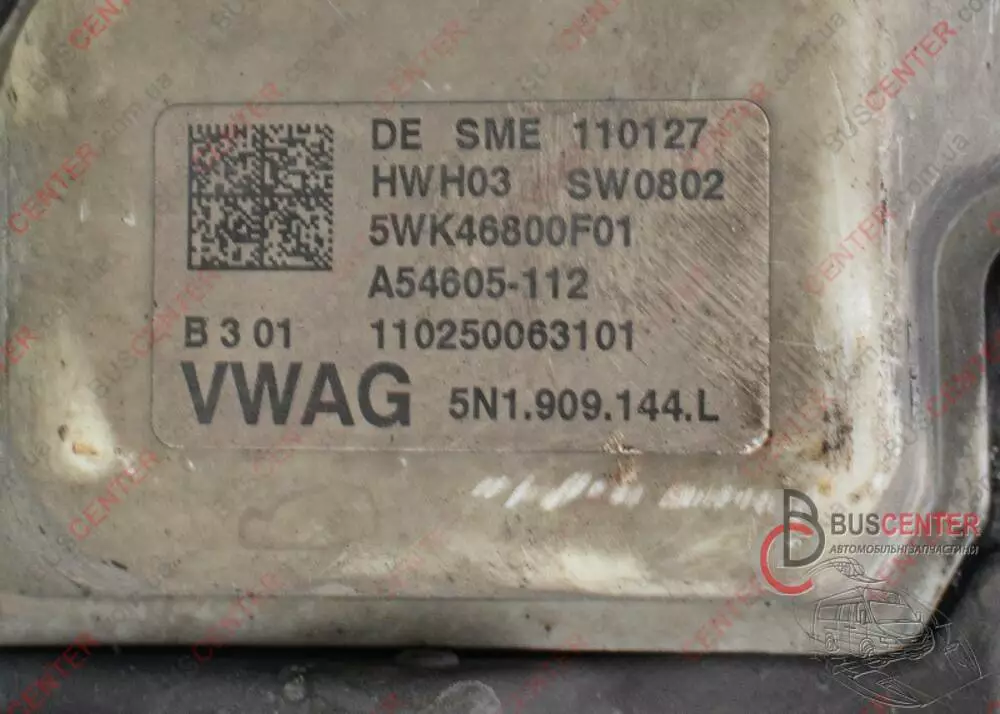 DE SME 110127
HWH03 SW0802
5WK46800F01
A54605-112
B 3 01 110250063101
VWAG 5N1.909.144.L
BUSCENTER
АВТОМОБІЛЬНІ ЗАПЧАСТИНИ